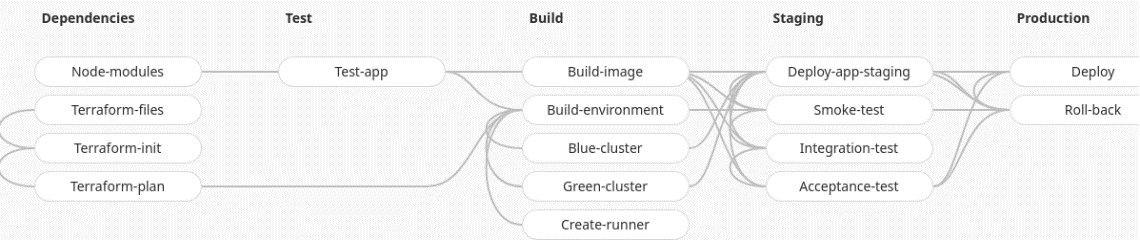 Dependencies
Test
Build
Staging
Production
Node-modules
Test-app
Build-image
Deploy-app-staging
Deploy
Terraform-files
Build-environment
Smoke-test
Roll-back
Terraform-init
Blue-cluster
Integration-test
Terraform-plan
Green-cluster
Acceptance-test
Create-runner